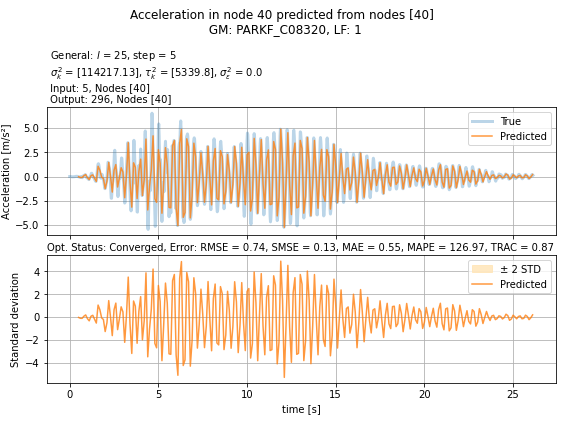 Acceleration in node 40 predicted from nodes [40]
GM: PARKF_C08320, LF: 1
General: l = 25, step = 5
σ_k^2 = [114217.13], τ_k^2 = [5339.8], σ_ε^2 = 0.0
Input: 5, Nodes [40]
Output: 296, Nodes [40]
True
Predicted
Acceleration [m/s²]
5.0
2.5
0.0
−2.5
−5.0
Opt. Status: Converged, Error: RMSE = 0.74, SMSE = 0.13, MAE = 0.55, MAPE = 126.97, TRAC = 0.87
± 2 STD
Predicted
Standard deviation
4
2
0
−2
−4
0 5 10 15 20 25
time [s]